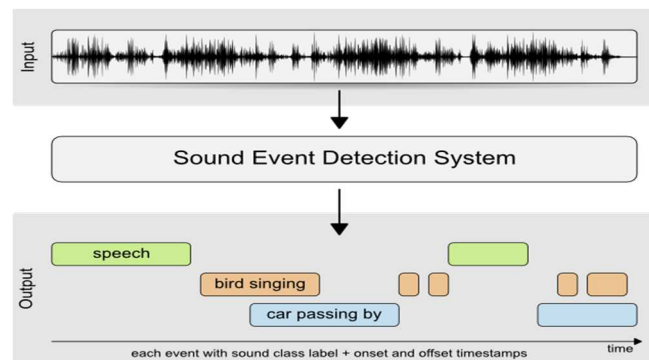 Input
Sound Event Detection System
Output
speech
bird singing
car passing by
time
each event with sound class label + onset and offset timestamps